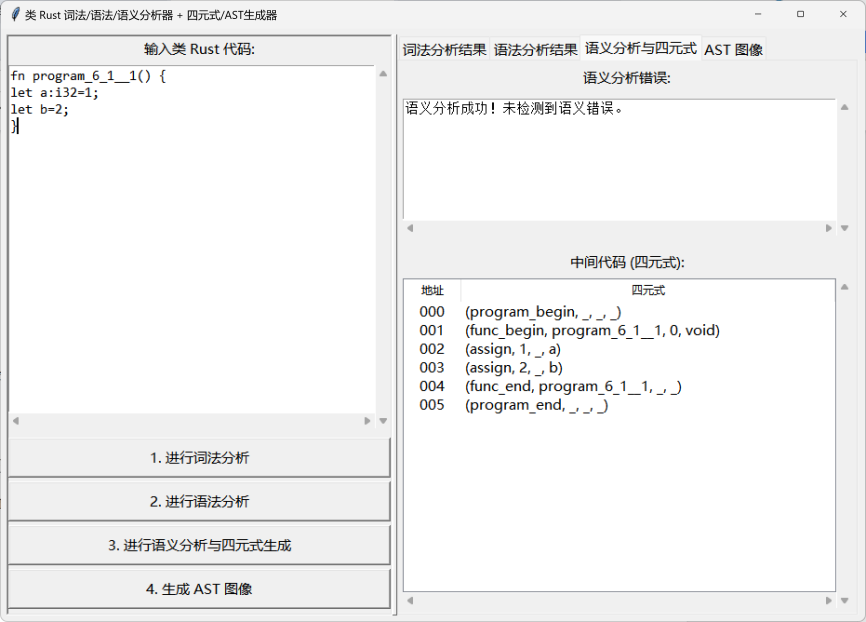 类 Rust 词法/语法/语义分析器 + 四元式/AST生成器
输入类 Rust 代码:
fn program_6_1__1() {
let a:i32=1;
let b=2;
}
1. 进行词法分析
2. 进行语法分析
3. 进行语义分析与四元式生成
4. 生成 AST 图像
词法分析结果 语法分析结果 语义分析与四元式 AST 图像
语义分析错误:
语义分析成功！未检测到语义错误。
中间代码 (四元式):
地址 四元式
000 (program_begin, _, _, _)
001 (func_begin, program_6_1__1, 0, void)
002 (assign, 1, _, a)
003 (assign, 2, _, b)
004 (func_end, program_6_1__1, _, _)
005 (program_end, _, _, _)